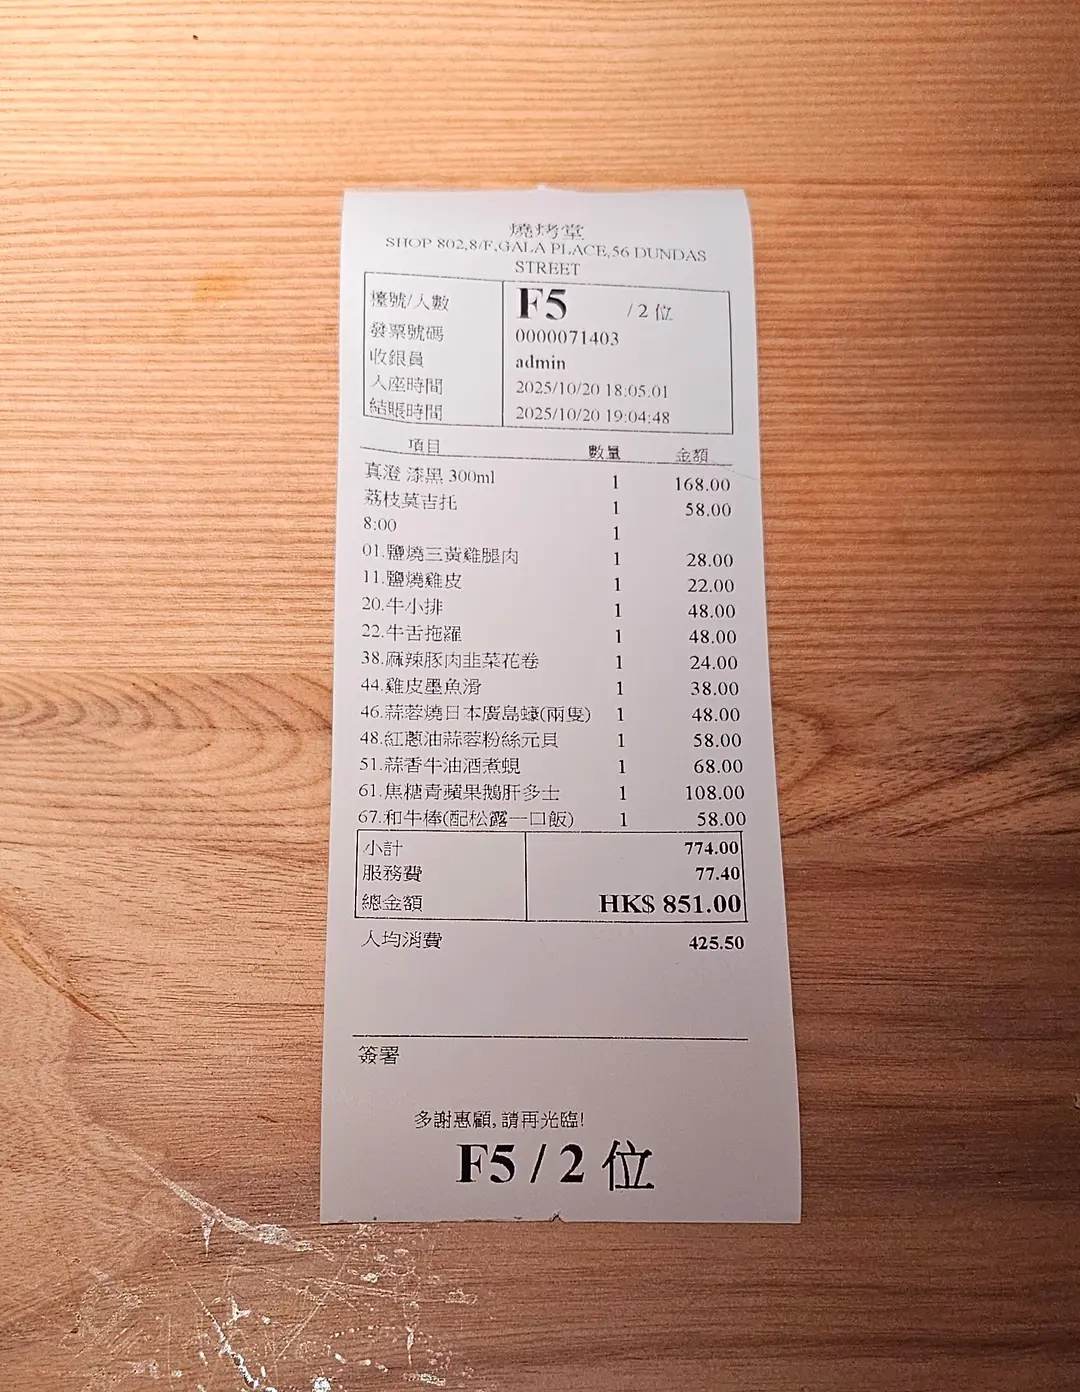 燒烤堂
SHOP 802,8/F,GALA PLACE,56 DUNDAS
STREET
檯號/人數 F5 /2 位
發票號碼 0000071403
收銀員 admin
入座時間 2025/10/20 18:05:01
結賬時間 2025/10/20 19:04:48
項目 數量 金額
真澄 漆黑 300ml 1 168.00
荔枝莫吉托 1 58.00
8:00 1
01.鹽燒三黃雞腿肉 1 28.00
11.鹽燒雞皮 1 22.00
20.牛小排 1 48.00
22.牛舌拖羅 1 48.00
38.麻辣豚肉韭菜花卷 1 24.00
44.雞皮墨魚滑 1 38.00
46.蒜蓉燒日本廣島蠔(兩隻) 1 48.00
48.紅蔥油蒜蓉粉絲元貝 1 58.00
51.蒜香牛油酒煮蜆 1 68.00
61.焦糖青蘋果鵝肝多士 1 108.00
67.和牛棒(配松露一口飯) 1 58.00
小計 774.00
服務費 77.40
總金額 HK$ 851.00
人均消費 425.50
簽署
多謝惠顧,請再光臨!
F5 / 2 位